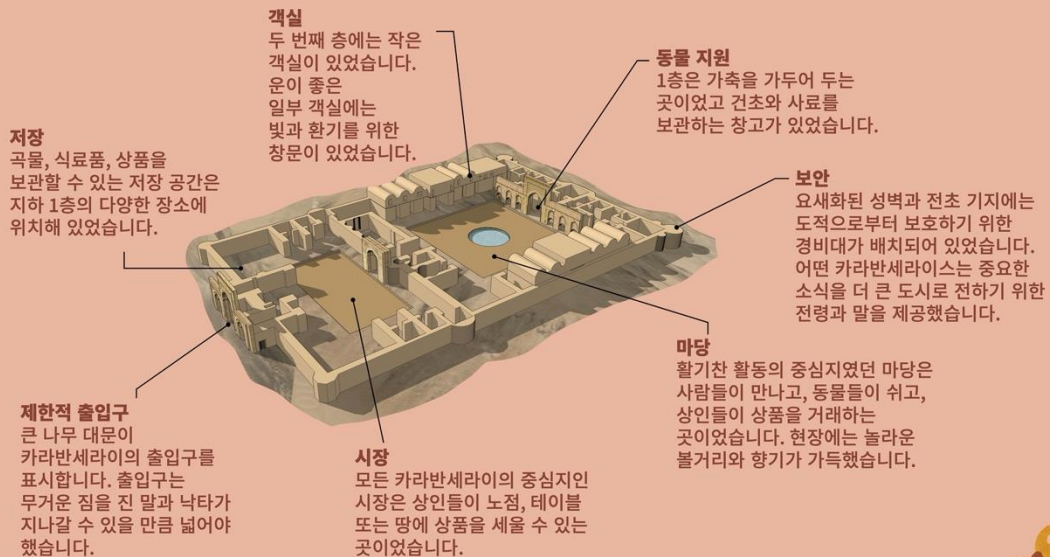 객실
두 번째 층에는 작은
객실이 있었습니다.
운이 좋은
일부 객실에는
빛과 환기를 위한
창문이 있었습니다.
동물 지원
1층은 가축을 가두어 두는
곳이었고 건초와 사료를
보관하는 창고가 있었습니다.
저장
곡물, 식료품, 상품을
보관할 수 있는 저장 공간은
지하 1층의 다양한 장소에
위치해 있었습니다.
보안
요새화된 성벽과 전초 기지에는
도적으로부터 보호하기 위한
경비대가 배치되어 있었습니다.
어떤 카라반세라이스는 중요한
소식을 더 큰 도시로 전하기 위한
전령과 말을 제공했습니다.
마당
활기찬 활동의 중심지였던 마당은
사람들이 만나고, 동물들이 쉬고,
상인들이 상품을 거래하는
곳이었습니다. 현장에는 놀라운
볼거리와 향기가 가득했습니다.
제한적 출입구
큰 나무 대문이
카라반세라이의 출입구를
표시합니다. 출입구는
무거운 짐을 진 말과 낙타가
지나갈 수 있을 만큼 넓어야
했습니다.
시장
모든 카라반세라이의 중심지인
시장은 상인들이 노점, 테이블
또는 땅에 상품을 세울 수 있는
곳이었습니다.